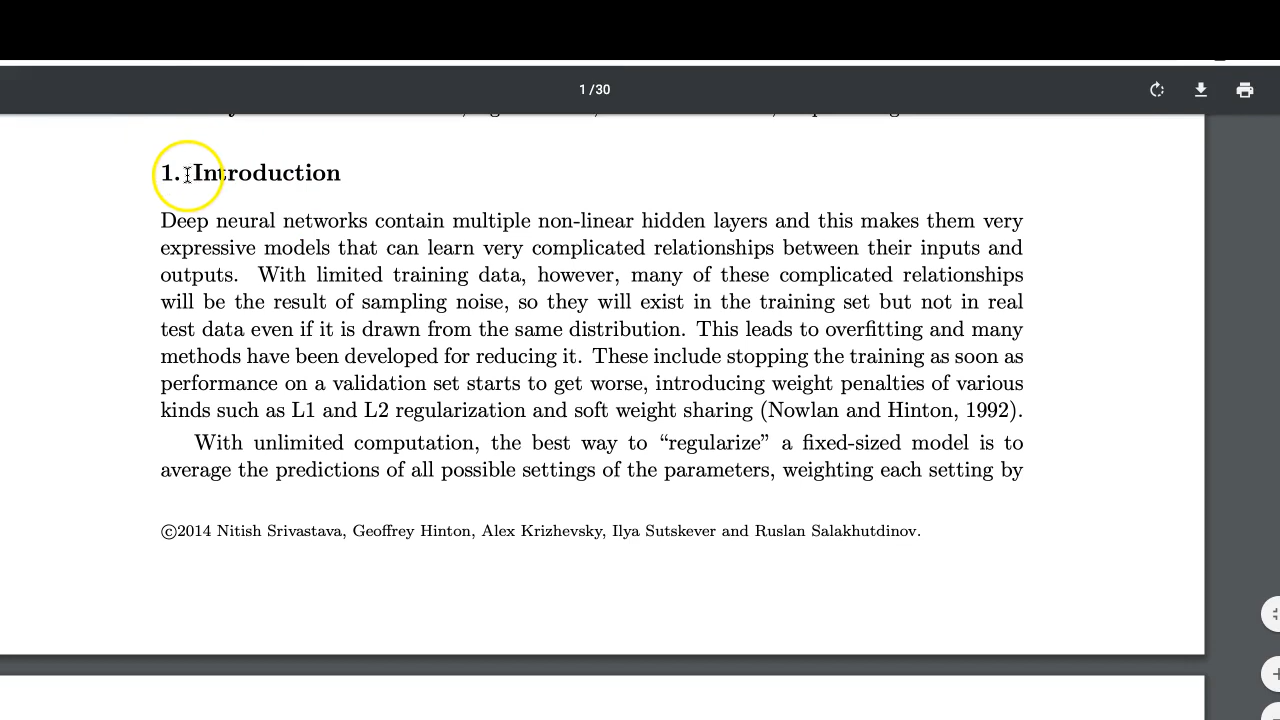 1 /30
1. Introduction
Deep neural networks contain multiple non-linear hidden layers and this makes them very
expressive models that can learn very complicated relationships between their inputs and
outputs. With limited training data, however, many of these complicated relationships
will be the result of sampling noise, so they will exist in the training set but not in real
test data even if it is drawn from the same distribution. This leads to overfitting and many
methods have been developed for reducing it. These include stopping the training as soon as
performance on a validation set starts to get worse, introducing weight penalties of various
kinds such as L1 and L2 regularization and soft weight sharing (Nowlan and Hinton, 1992).
With unlimited computation, the best way to “regularize” a fixed-sized model is to
average the predictions of all possible settings of the parameters, weighting each setting by
©2014 Nitish Srivastava, Geoffrey Hinton, Alex Krizhevsky, Ilya Sutskever and Ruslan Salakhutdinov.